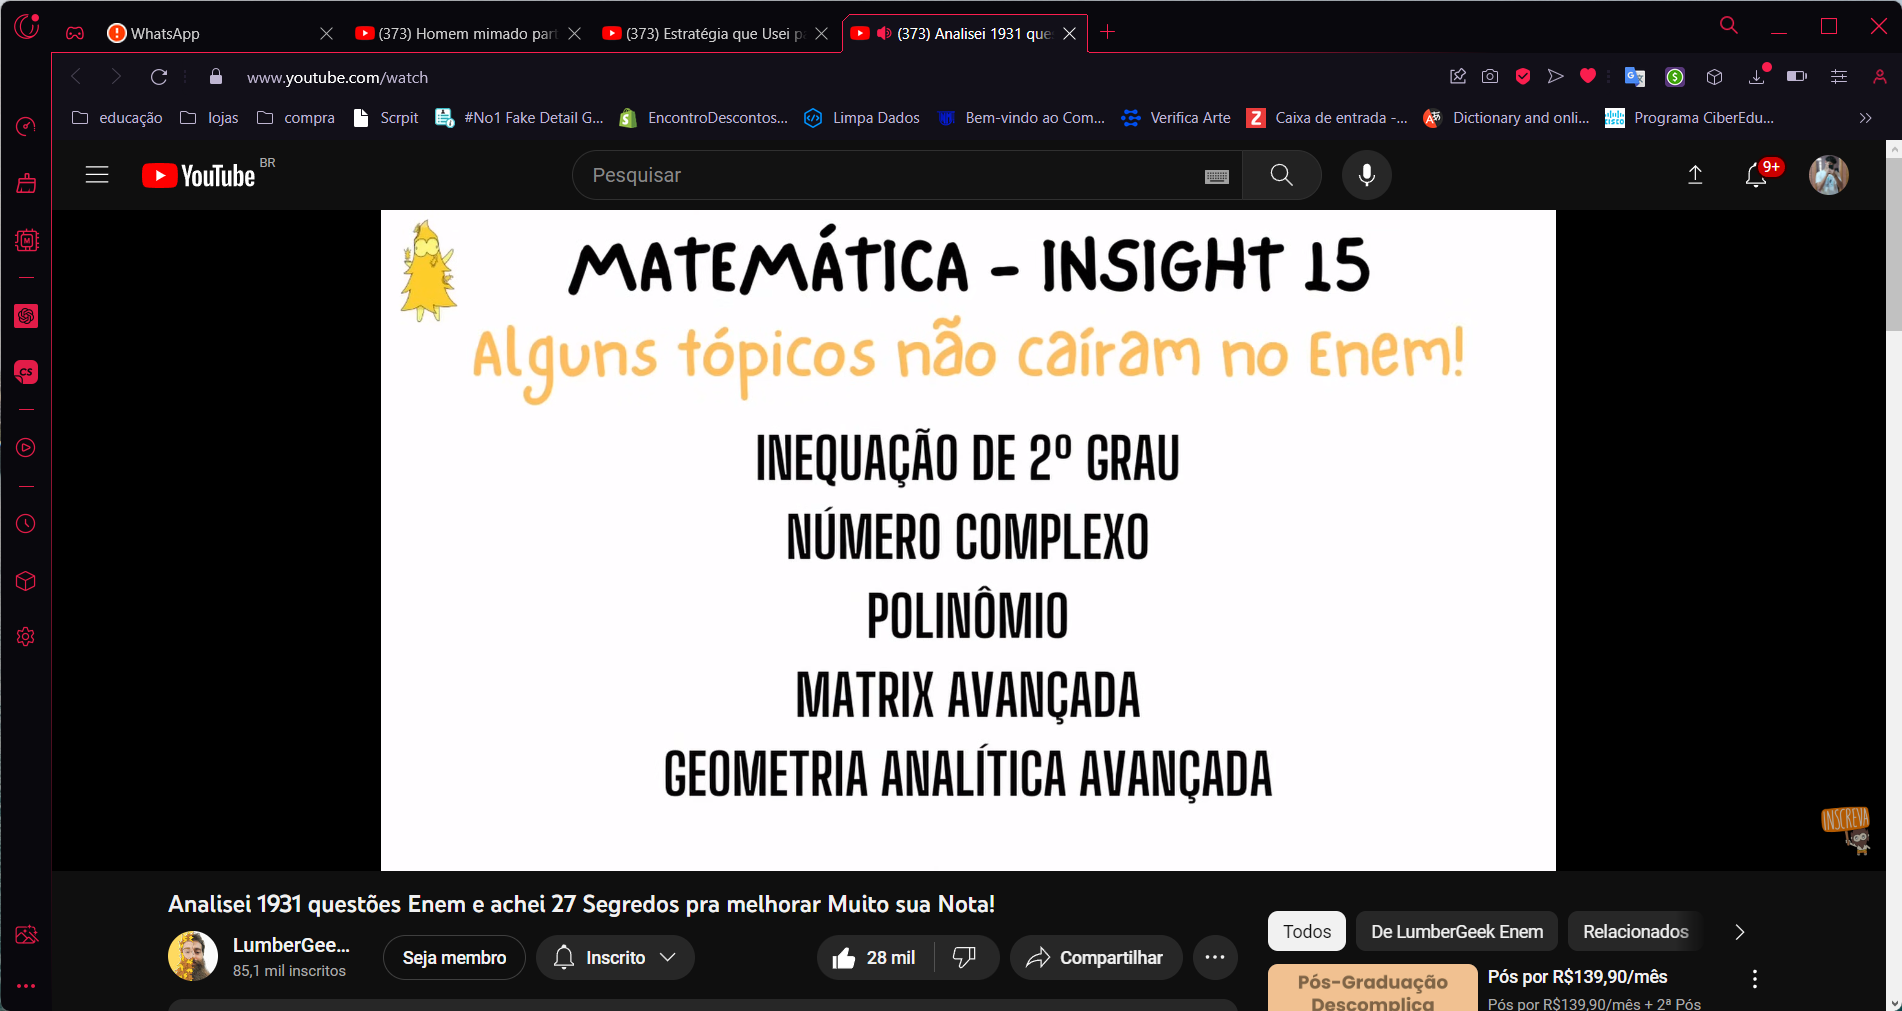 WhatsApp
(373) Homem mimado par
(373) Estratégia que Usei pa
(373) Analisei 1931 que
www.youtube.com/watch
educação
lojas
compra
Scrpit
#No1 Fake Detail G...
EncontroDescontos...
Limpa Dados
Bem-vindo ao Com...
Verifica Arte
Caixa de entrada -...
Dictionary and onli...
Programa CiberEdu...
YouTube BR
Pesquisar
9+
MATEMÁTICA - INSIGHT 15
Alguns tópicos não caíram no Enem!
INEQUAÇÃO DE 2º GRAU
NÚMERO COMPLEXO
POLINÔMIO
MATRIX AVANÇADA
GEOMETRIA ANALÍTICA AVANÇADA
INSCREVA
Analisei 1931 questões Enem e achei 27 Segredos pra melhorar Muito sua Nota!
LumberGee...
85,1 mil inscritos
Seja membro
Inscrito
28 mil
Compartilhar
Todos
De LumberGeek Enem
Relacionados
Pós-Graduação
Descomplica
Pós por R$139,90/mês
Pós por R$139,90/mês + 2ª Pós